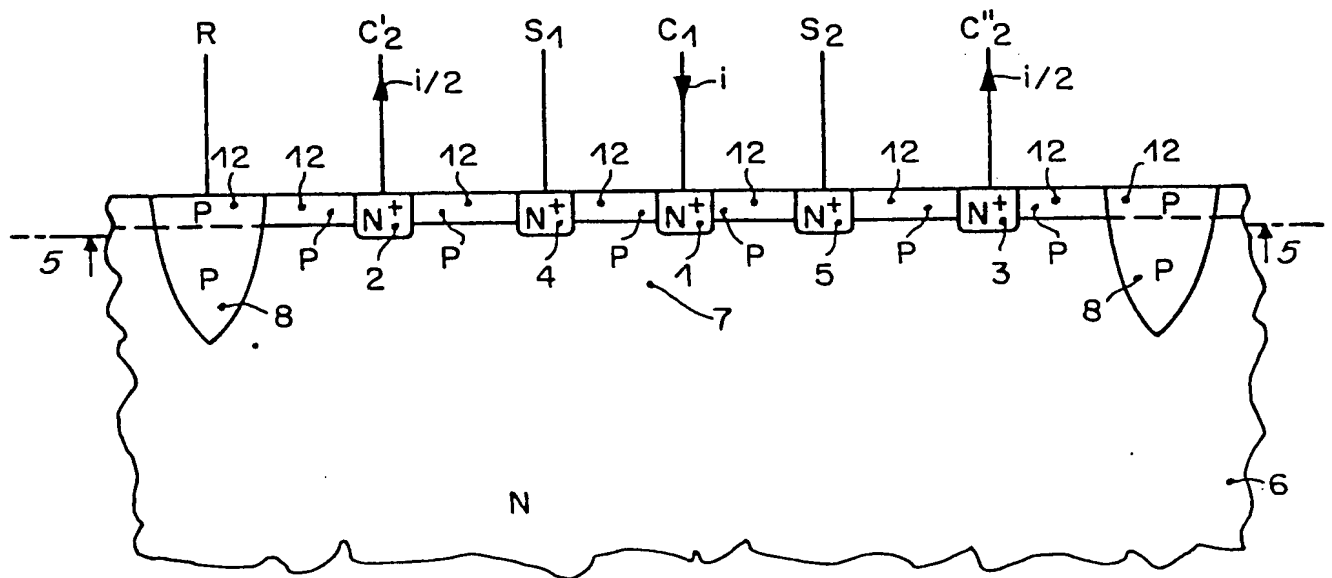 R C'2 S1 C1 S2 C"2
i/2 i i/2
12 12 12 12 12 12 12 12
P N+ N+ N+ N+ N+ P
5 P P P P P P 5
2 4 1 5 3
P 8 7 8 P
N 6